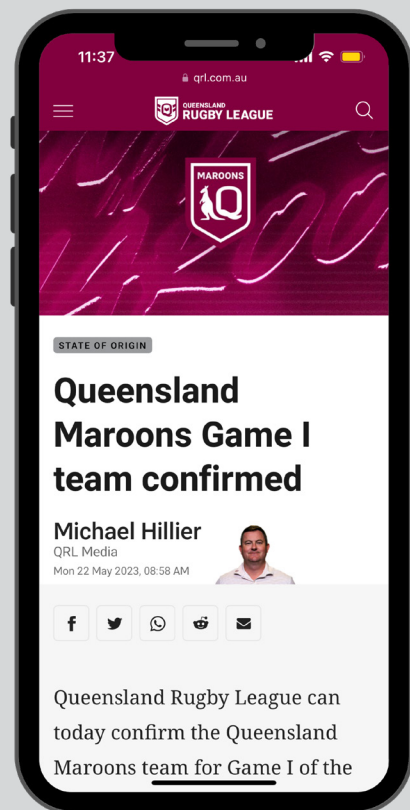 11:37
qrl.com.au
QUEENSLAND
RUGBY LEAGUE
MAROONS
Q
STATE OF ORIGIN
Queensland
Maroons Game I
team confirmed
Michael Hillier
QRL Media
Mon 22 May 2023, 08:58 AM
Queensland Rugby League can
today confirm the Queensland
Maroons team for Game I of the